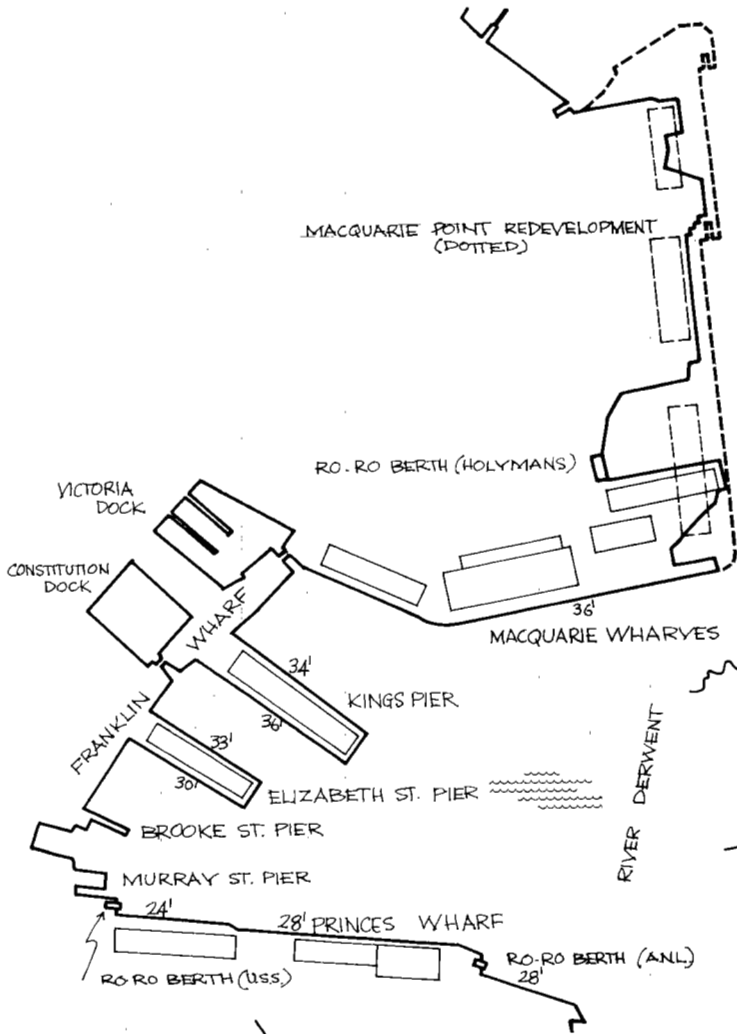 MACQUARIE POINT REDEVELOPMENT
(DOTTED)
RO-RO BERTH (HOLYMANS)
VICTORIA
DOCK
CONSTITUTION
DOCK
WHARF
36'
MACQUARIE WHARVES
34'
KINGS PIER
36'
FRANKLIN
33'
30'
ELIZABETH ST. PIER
RIVER DERWENT
BROOKE ST. PIER
MURRAY ST. PIER
24'
28' PRINCES WHARF
RO-RO BERTH (A.N.L.)
28'
RO RO BERTH (U.S.S.)